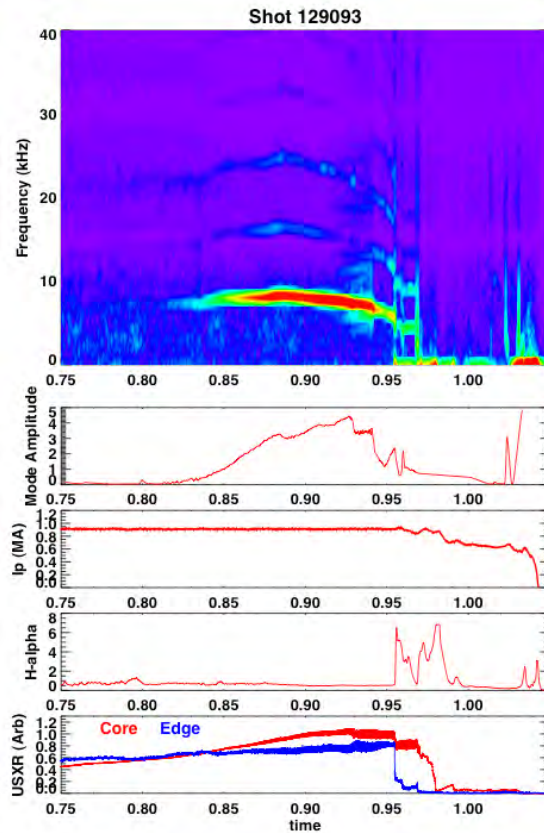 Shot 129093
40
30
20
10
0
Frequency (kHz)
0.75 0.80 0.85 0.90 0.95 1.00
5
4
3
2
1
0
Mode Amplitude
0.75 0.80 0.85 0.90 0.95 1.00
1.2
1.0
0.8
0.6
0.4
0.2
0.0
Ip (MA)
0.75 0.80 0.85 0.90 0.95 1.00
8
6
4
2
0
H-alpha
0.75 0.80 0.85 0.90 0.95 1.00
1.2
1.0
0.8
0.6
0.4
0.2
0.0
USXR (Arb)
Core Edge
0.75 0.80 0.85 0.90 0.95 1.00
time